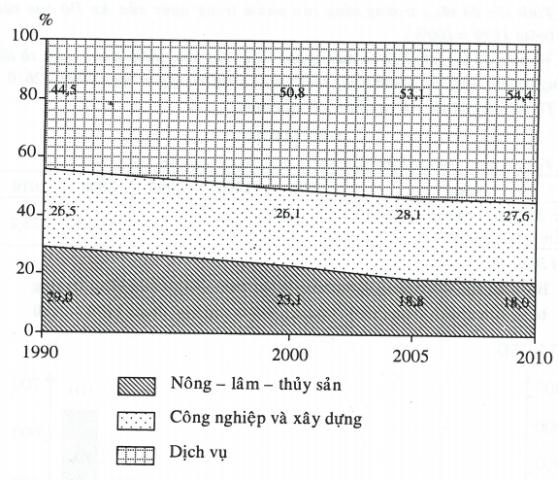 %
100
80
60
40
20
0
44,5 50,8 53,1 54,4
26,5 26,1 28,1 27,6
29,0 23,1 18,8 18,0
1990 2000 2005 2010
Nông – lâm – thủy sản
Công nghiệp và xây dựng
Dịch vụ